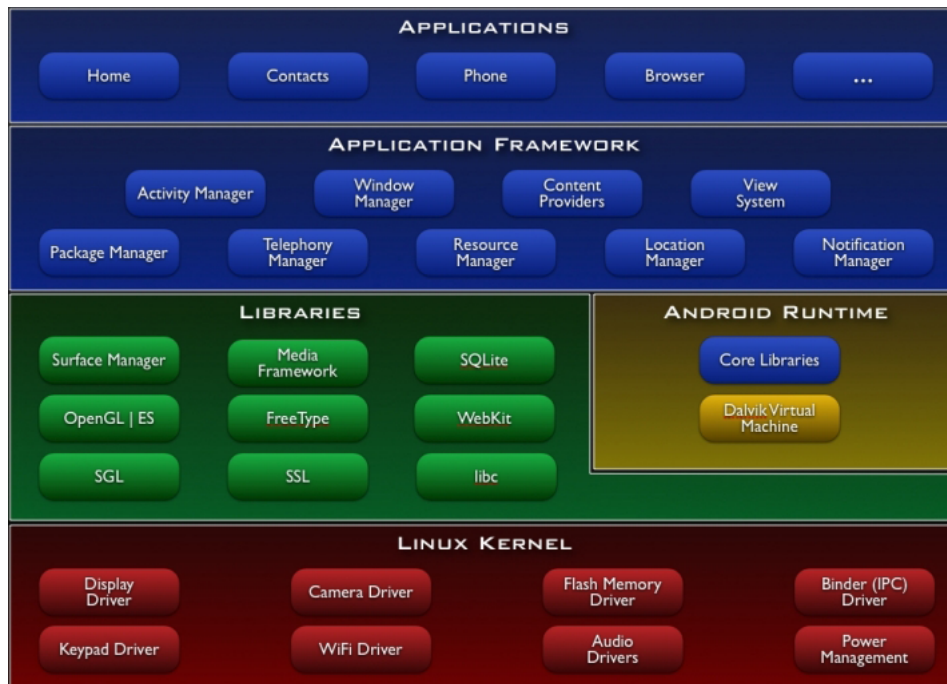 APPLICATIONS
Home
Contacts
Phone
Browser
...
APPLICATION FRAMEWORK
Activity Manager
Window
Manager
Content
Providers
View
System
Package Manager
Telephony
Manager
Resource
Manager
Location
Manager
Notification
Manager
LIBRARIES
Surface Manager
Media
Framework
SQLite
OpenGL | ES
FreeType
WebKit
SGL
SSL
libc
ANDROID RUNTIME
Core Libraries
Dalvik Virtual
Machine
LINUX KERNEL
Display
Driver
Camera Driver
Flash Memory
Driver
Binder (IPC)
Driver
Keypad Driver
WiFi Driver
Audio
Drivers
Power
Management